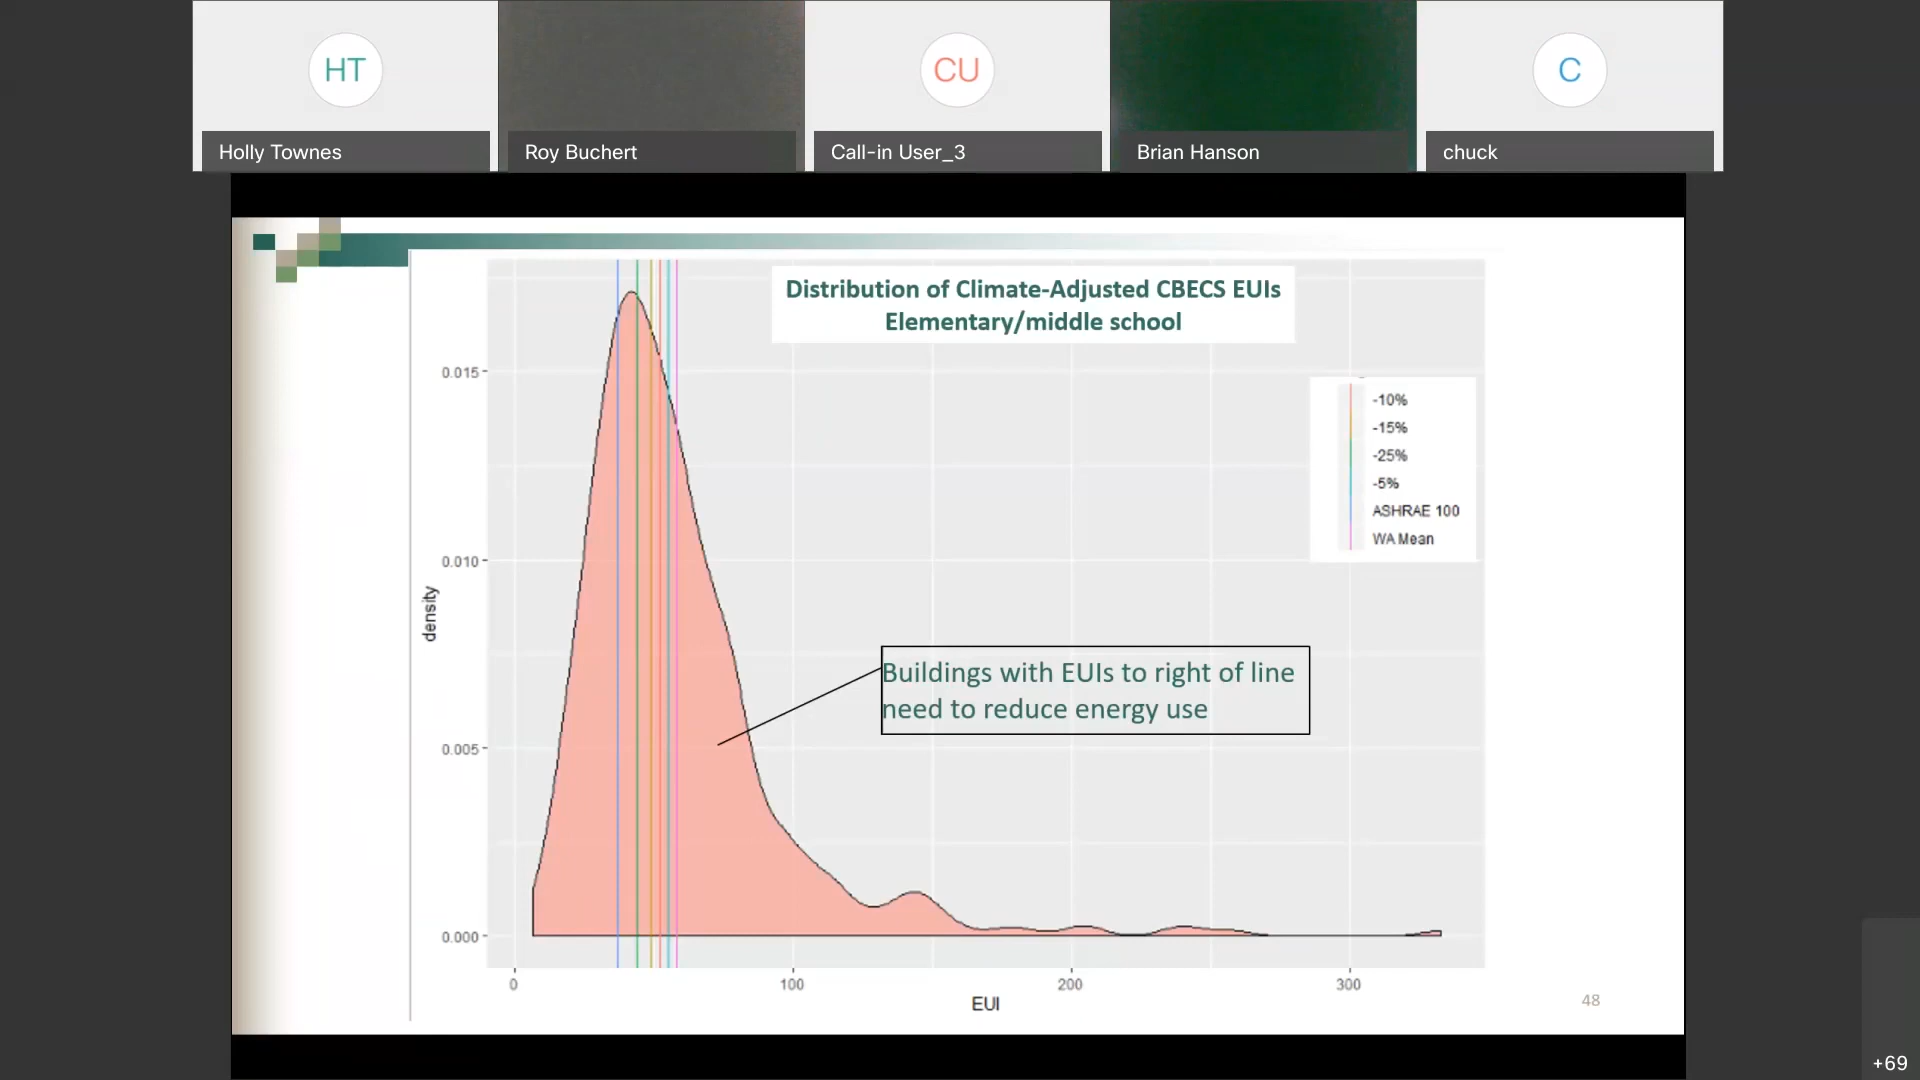 HT
CU
C
Holly Townes
Roy Buchert
Call-in User_3
Brian Hanson
chuck
Distribution of Climate-Adjusted CBECS EUIs
Elementary/middle school
0.015
0.010
0.005
0.000
density
-10%
-15%
-25%
-5%
ASHRAE 100
WA Mean
Buildings with EUIs to right of line
need to reduce energy use
0
100
200
300
EUI
48
+69